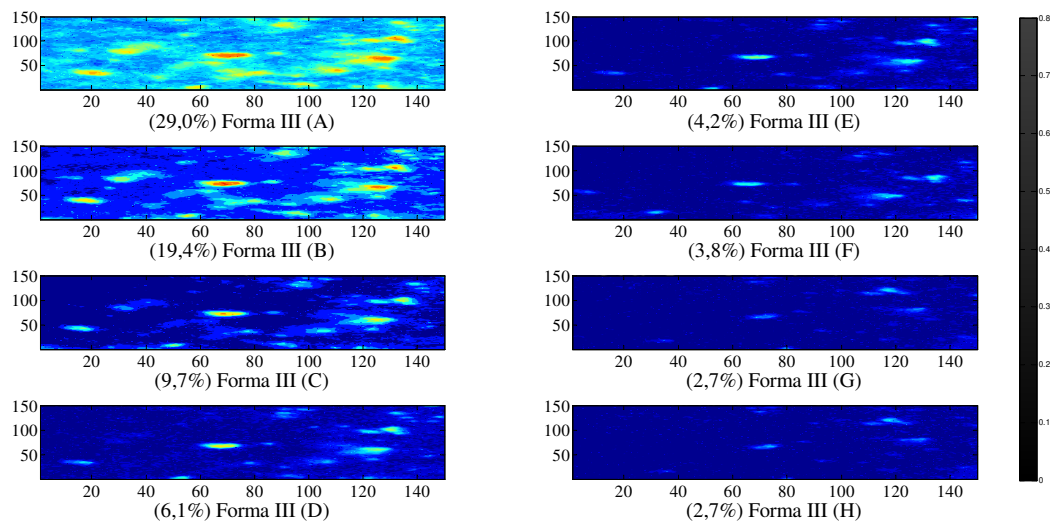 150
100
50
20 40 60 80 100 120 140
(29,0%) Forma III (A)
150
100
50
20 40 60 80 100 120 140
(19,4%) Forma III (B)
150
100
50
20 40 60 80 100 120 140
(9,7%) Forma III (C)
150
100
50
20 40 60 80 100 120 140
(6,1%) Forma III (D)
150
100
50
20 40 60 80 100 120 140
(4,2%) Forma III (E)
150
100
50
20 40 60 80 100 120 140
(3,8%) Forma III (F)
150
100
50
20 40 60 80 100 120 140
(2,7%) Forma III (G)
150
100
50
20 40 60 80 100 120 140
(2,7%) Forma III (H)
0.8
0.7
0.6
0.5
0.4
0.3
0.2
0.1
0